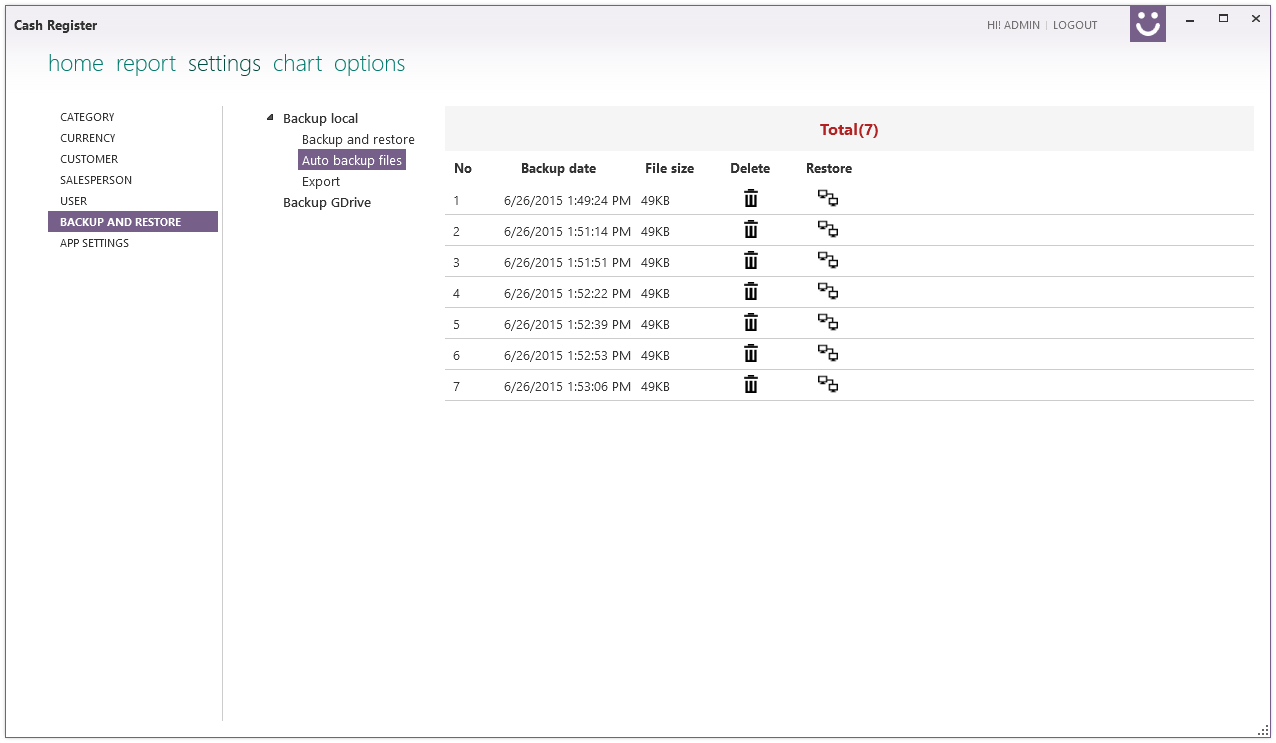 Cash Register
HI! ADMIN | LOGOUT
home report settings chart options
CATEGORY
CURRENCY
CUSTOMER
SALESPERSON
USER
BACKUP AND RESTORE
APP SETTINGS
Backup local
Backup and restore
Auto backup files
Export
Backup GDrive
Total(7)
No Backup date File size Delete Restore
1 6/26/2015 1:49:24 PM 49KB
2 6/26/2015 1:51:14 PM 49KB
3 6/26/2015 1:51:51 PM 49KB
4 6/26/2015 1:52:22 PM 49KB
5 6/26/2015 1:52:39 PM 49KB
6 6/26/2015 1:52:53 PM 49KB
7 6/26/2015 1:53:06 PM 49KB